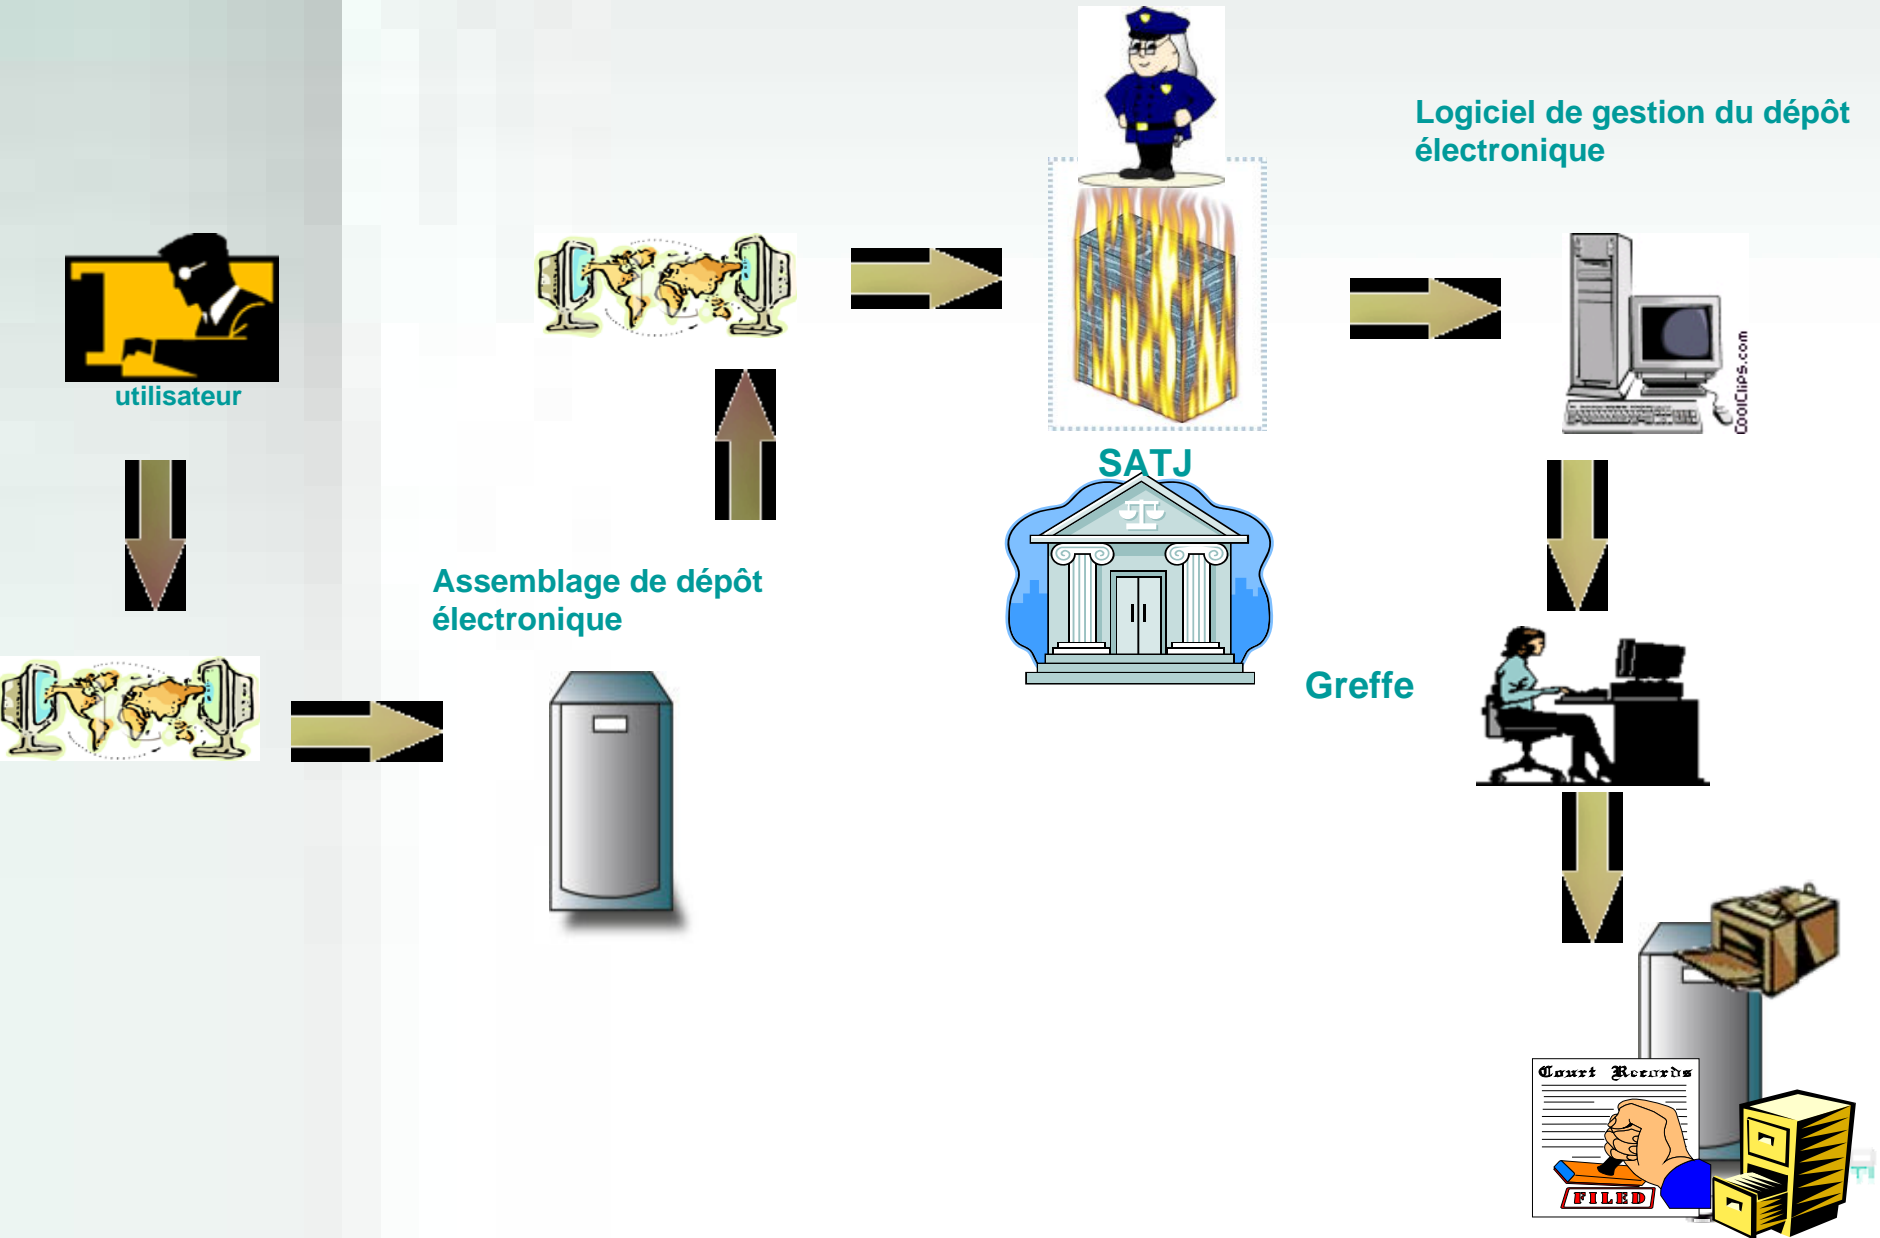 Logiciel de gestion du dépôt
électronique
utilisateur
CoolClips.com
SATJ
Assemblage de dépôt
électronique
Greffe
Court Records
FILED